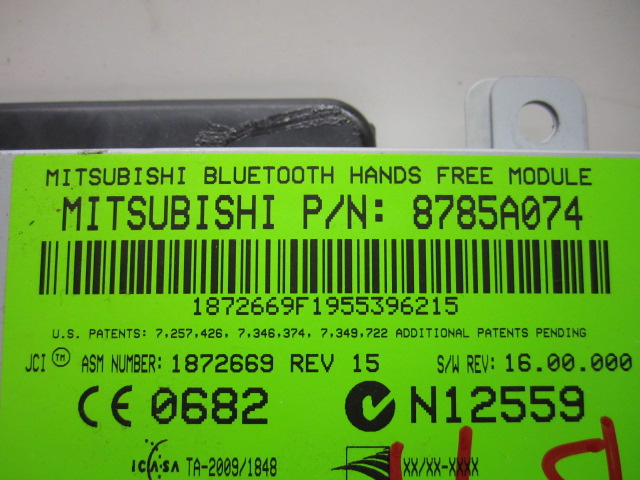 MITSUBISHI BLUETOOTH HANDS FREE MODULE
MITSUBISHI P/N: 8785A074
1872669F1955396215
U.S. PATENTS: 7,257,426, 7,346,374, 7,349,722 ADDITIONAL PATENTS PENDING
JCI TM ASM NUMBER: 1872669 REV 15 S/W REV: 16.00.000
CE 0682 N12559
ICASA TA-2009/1848 XX/XX-XXXX